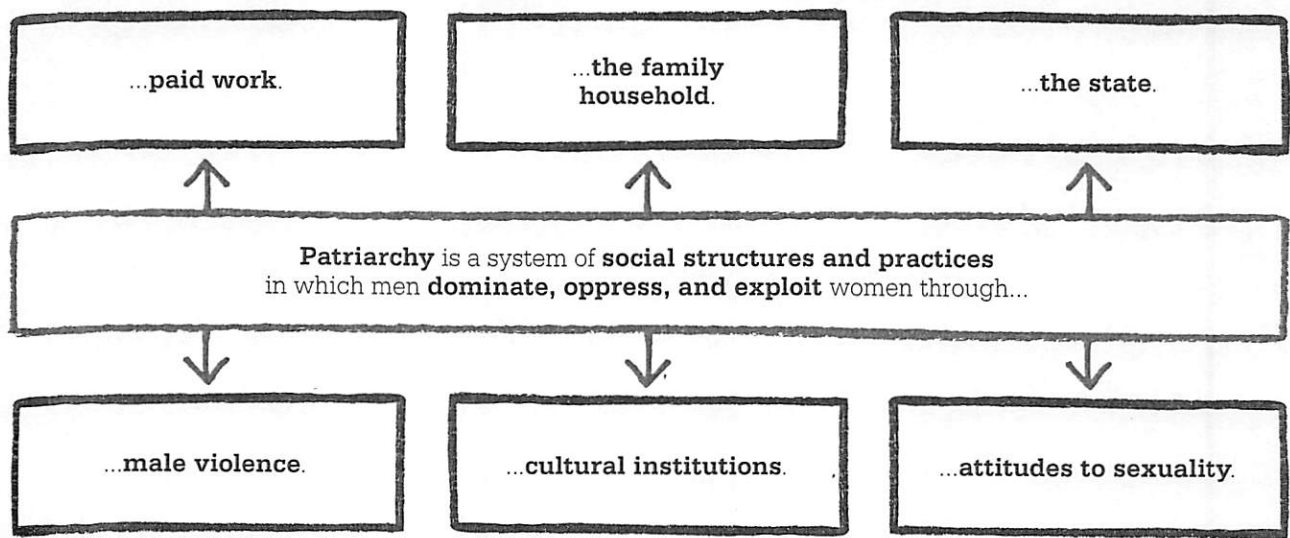 ...paid work.
...the family
household.
...the state.
Patriarchy is a system of social structures and practices
in which men dominate, oppress, and exploit women through...
...male violence.
...cultural institutions.
...attitudes to sexuality.